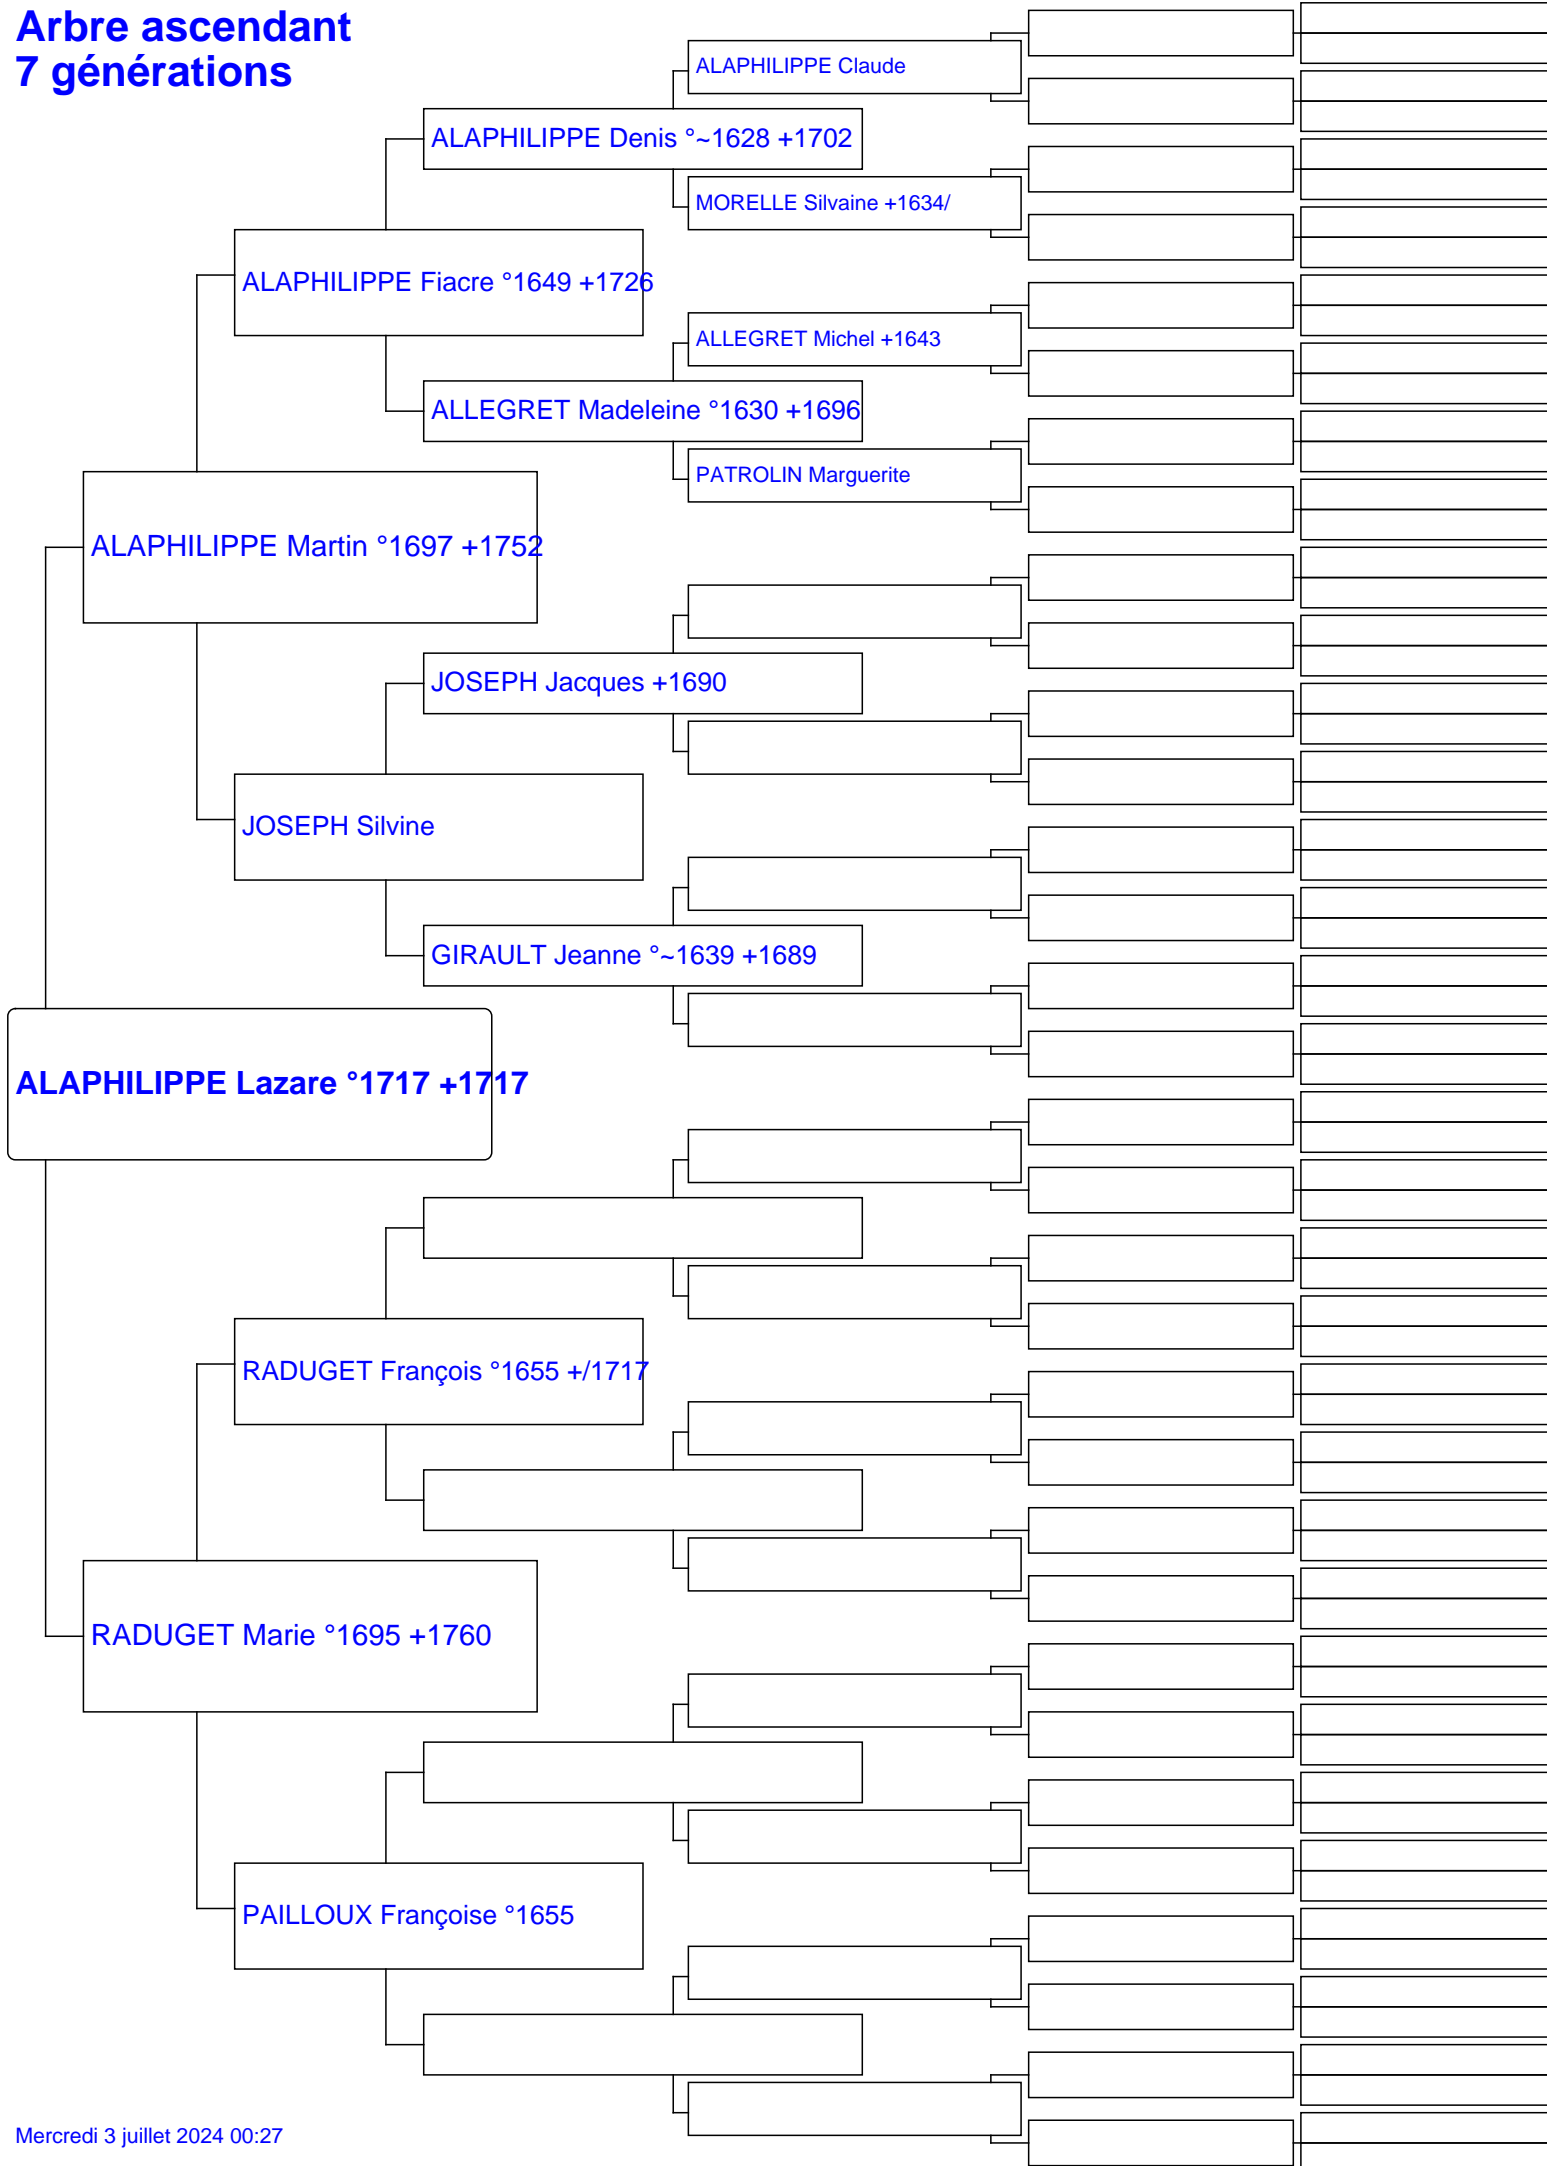 Arbre ascendant
7 générations
ALAPHILIPPE Claude
ALAPHILIPPE Denis °~1628 +1702
MORELLE Silvaine +1634/
ALAPHILIPPE Fiacre °1649 +1726
ALLEGRET Michel +1643
ALLEGRET Madeleine °1630 +1696
PATROLIN Marguerite
ALAPHILIPPE Martin °1697 +1752
JOSEPH Jacques +1690
JOSEPH Silvine
GIRAULT Jeanne °~1639 +1689
ALAPHILIPPE Lazare °1717 +1717
RADUGET François °1655 +/1717
RADUGET Marie °1695 +1760
PAILLOUX Françoise °1655
Mercredi 3 juillet 2024 00:27